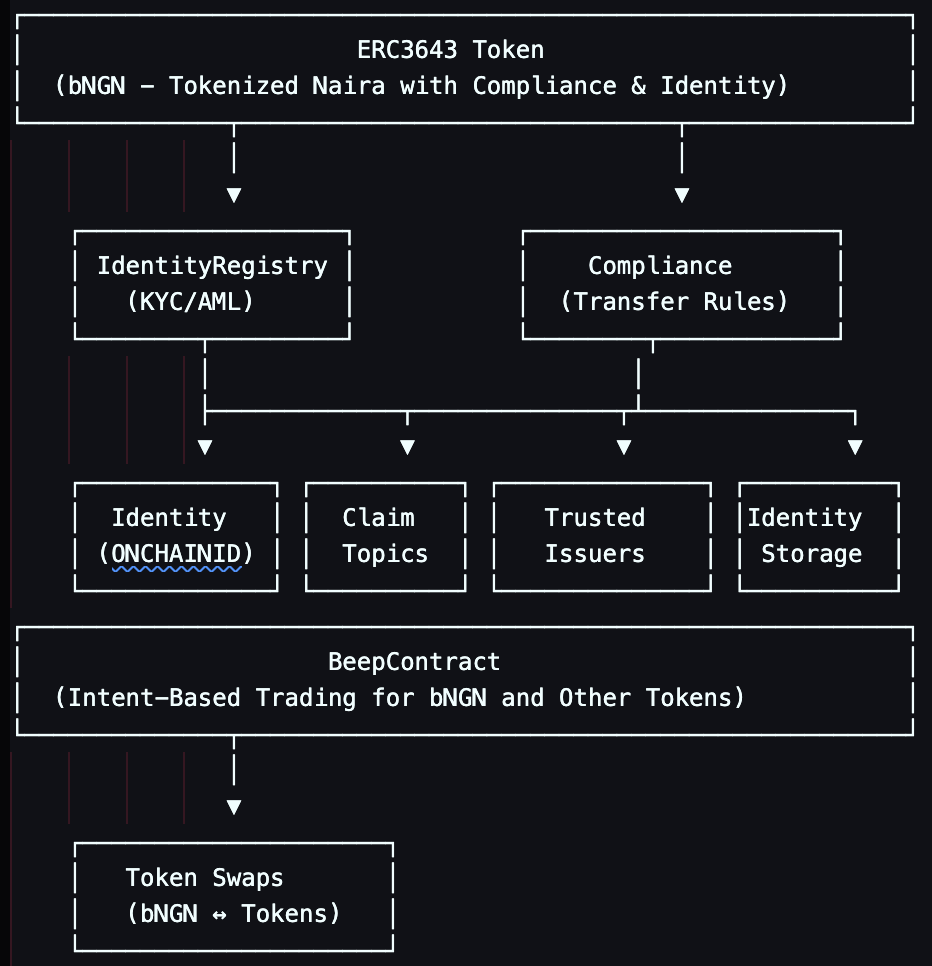 ERC3643 Token
(bNGN - Tokenized Naira with Compliance & Identity)
IdentityRegistry
(KYC/AML)
Compliance
(Transfer Rules)
Identity
(ONCHAINID)
Claim
Topics
Trusted
Issuers
Identity
Storage
BeepContract
(Intent-Based Trading for bNGN and Other Tokens)
Token Swaps
(bNGN ↔ Tokens)